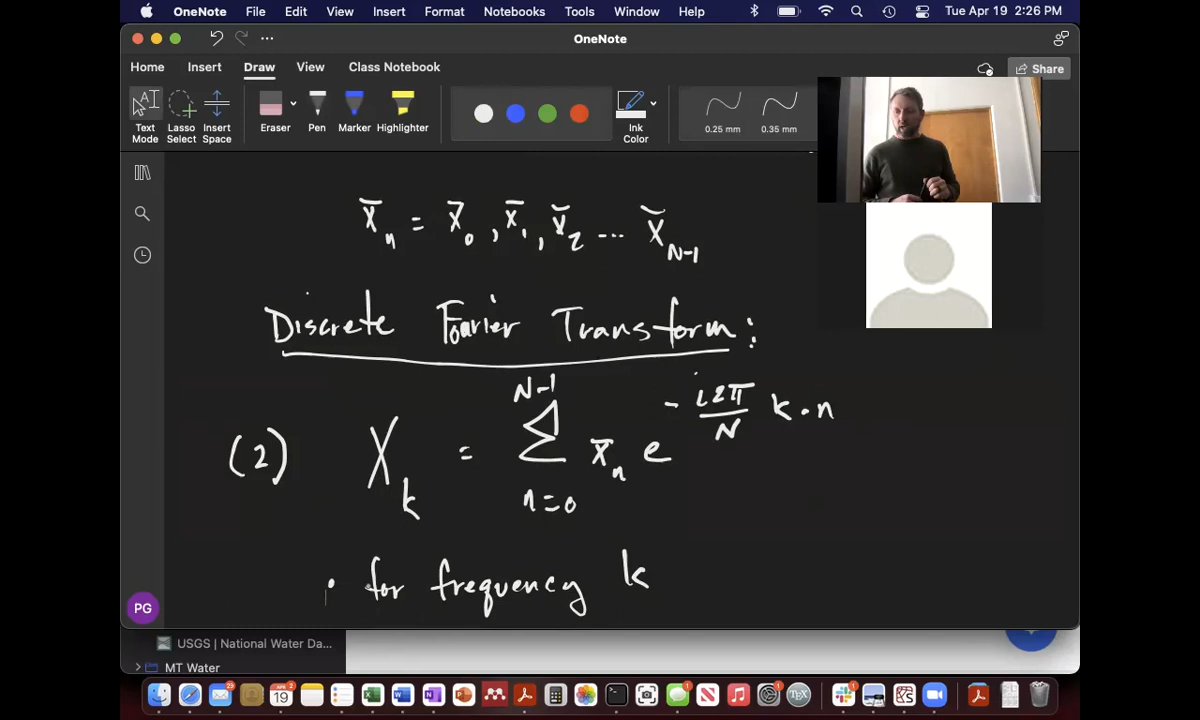 OneNote File Edit View Insert Format Notebooks Tools Window Help Tue Apr 19 2:26 PM
OneNote
Home Insert Draw View Class Notebook Share
Text Mode Lasso Select Insert Space Eraser Pen Marker Highlighter Ink Color 0.25 mm 0.35 mm
x̄ₙ = x̄₀, x̄₁, x̄₂ ... x̄_{N-1}
Discrete Fourier Transform:
(2) X_k = Σ_{n=0}^{N-1} x̄ₙ e^{-\frac{i2π}{N} k·n}
for frequency k
PG
USGS | National Water Da...
MT Water